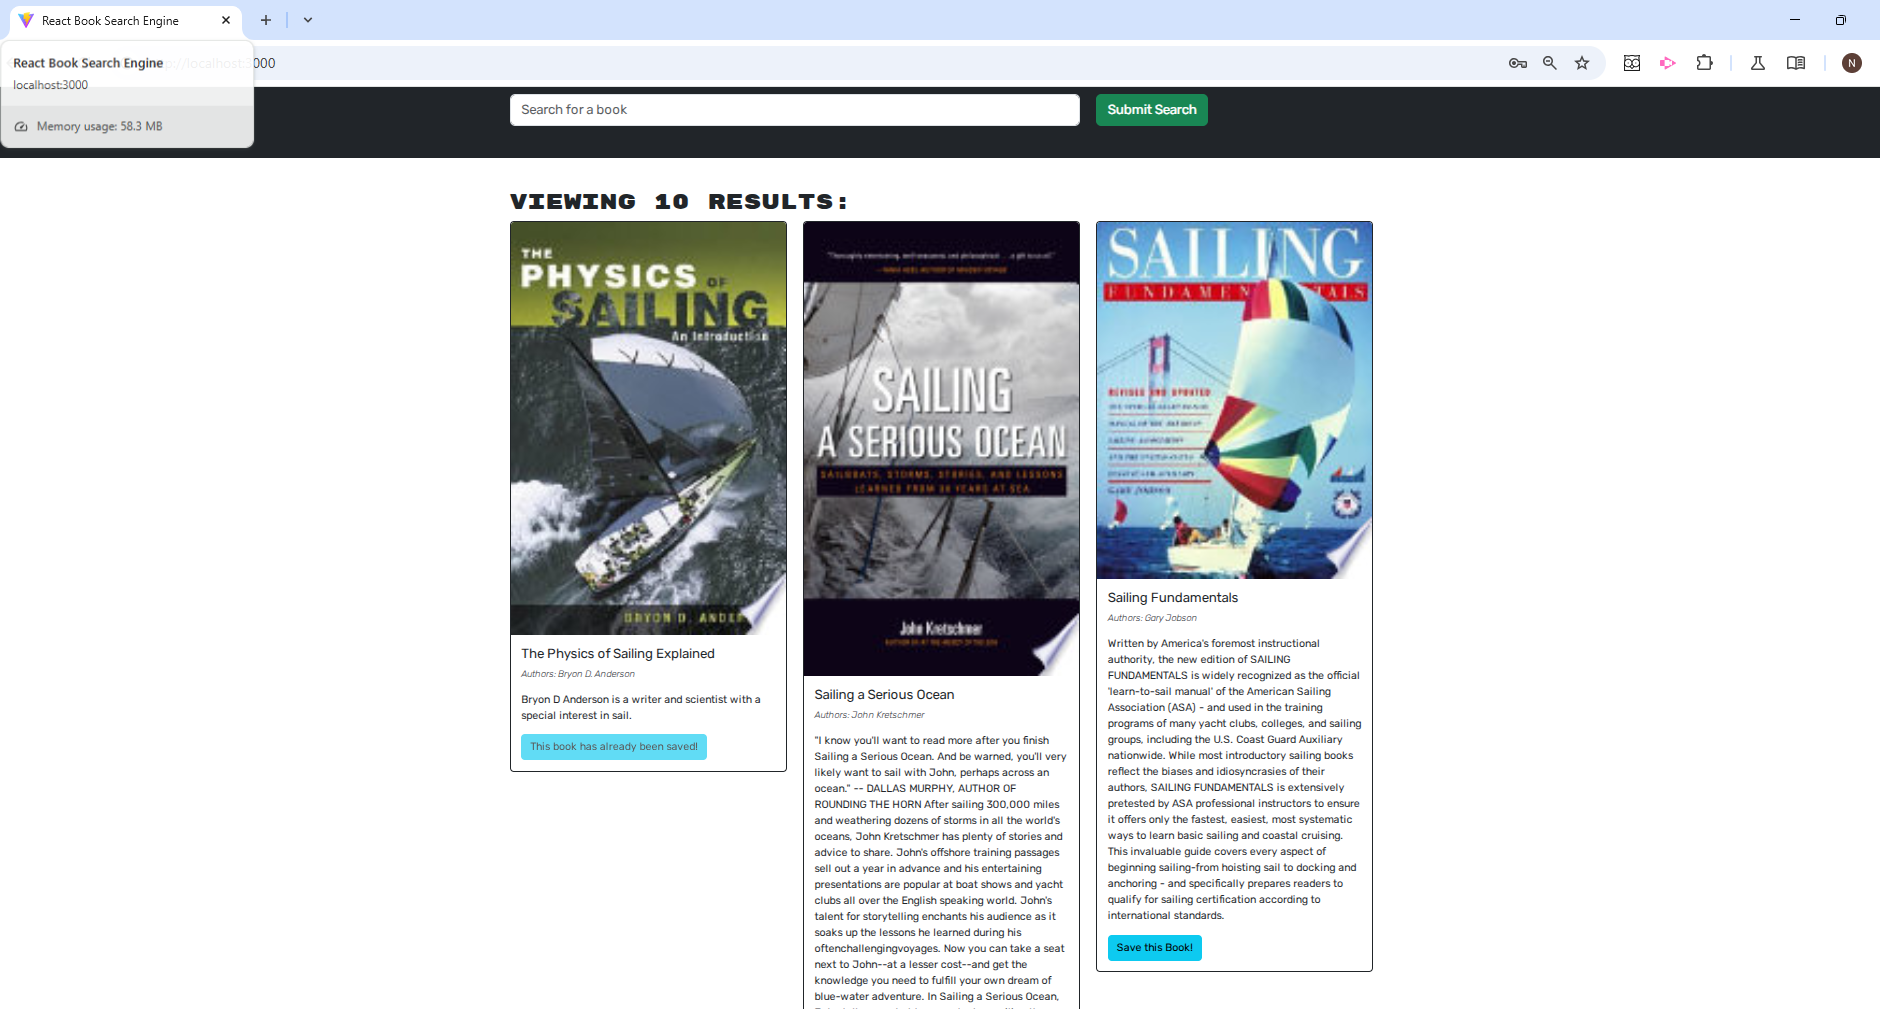 React Book Search Engine
React Book Search Engine
localhost:3000
localhost:3000
Memory usage: 58.3 MB
N
Search for a book
Submit Search
VIEWING 10 RESULTS:
THE
PHYSICS OF
SAILING
An Introduction
BRYON D. ANDER
The Physics of Sailing Explained
Authors: Bryon D. Anderson
Bryon D Anderson is a writer and scientist with a
special interest in sail.
This book has already been saved!
SAILING
A SERIOUS OCEAN
SAILBOATS, STORMS, STORIES, AND LESSONS
LEARNED FROM 30 YEARS AT SEA
John Kretschmer
Sailing a Serious Ocean
Authors: John Kretschmer
"I know you'll want to read more after you finish
Sailing a Serious Ocean. And be warned, you'll very
likely want to sail with John, perhaps across an
ocean." -- DALLAS MURPHY, AUTHOR OF
ROUNDING THE HORN After sailing 300,000 miles
and weathering dozens of storms in all the world's
oceans, John Kretschmer has plenty of stories and
advice to share. John's offshore training passages
sell out a year in advance and his entertaining
presentations are popular at boat shows and yacht
clubs all over the English speaking world. John's
talent for storytelling enchants his audience as it
soaks up the lessons he learned during his
oftenchallengingvoyages. Now you can take a seat
next to John--at a lesser cost--and get the
knowledge you need to fulfill your own dream of
blue-water adventure. In Sailing a Serious Ocean,
SAILING
FUNDAMENTALS
REVISED AND UPDATED
GARY JOBSON
Sailing Fundamentals
Authors: Gary Jobson
Written by America's foremost instructional
authority, the new edition of SAILING
FUNDAMENTALS is widely recognized as the official
'learn-to-sail manual' of the American Sailing
Association (ASA) - and used in the training
programs of many yacht clubs, colleges, and sailing
groups, including the U.S. Coast Guard Auxiliary
nationwide. While most introductory sailing books
reflect the biases and idiosyncrasies of their
authors, SAILING FUNDAMENTALS is extensively
pretested by ASA professional instructors to ensure
it offers only the fastest, easiest, most systematic
ways to learn basic sailing and coastal cruising.
This invaluable guide covers every aspect of
beginning sailing-from hoisting sail to docking and
anchoring - and specifically prepares readers to
qualify for sailing certification according to
international standards.
Save this Book!